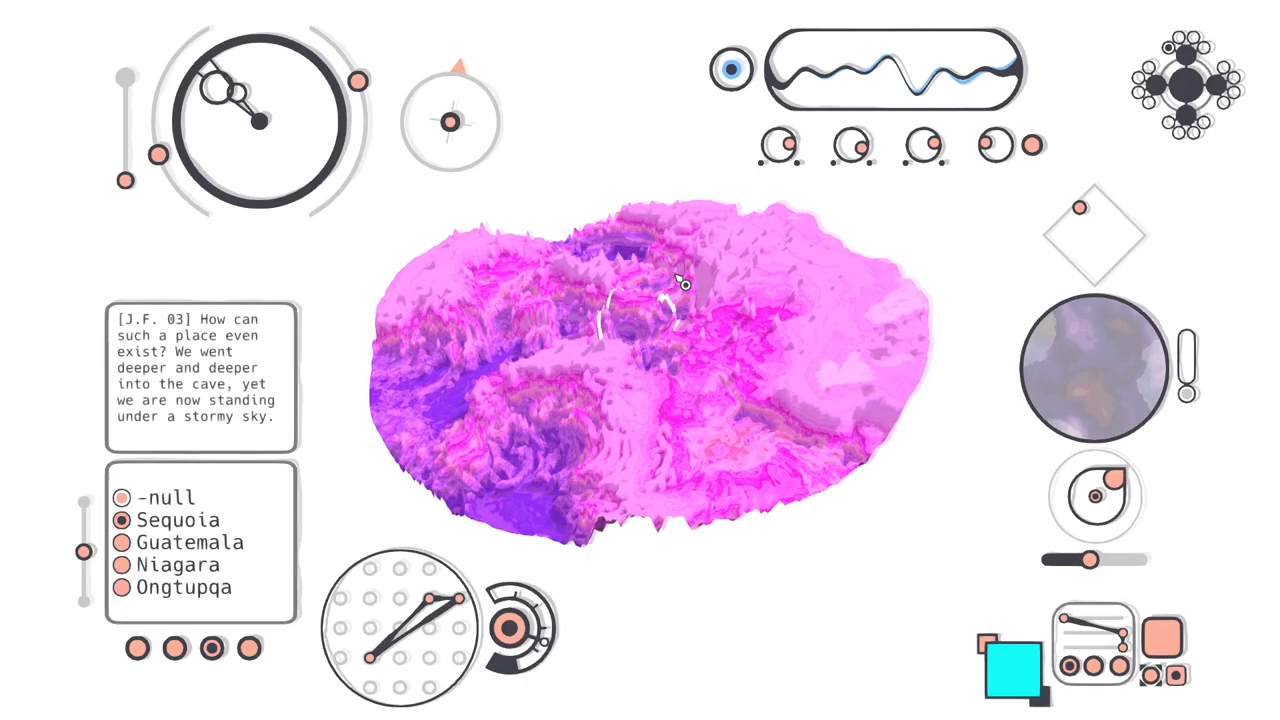 [J.F. 03] How can
such a place even
exist? We went
deeper and deeper
into the cave, yet
we are now standing
under a stormy sky.
-null
Sequoia
Guatemala
Niagara
Ongtupqa